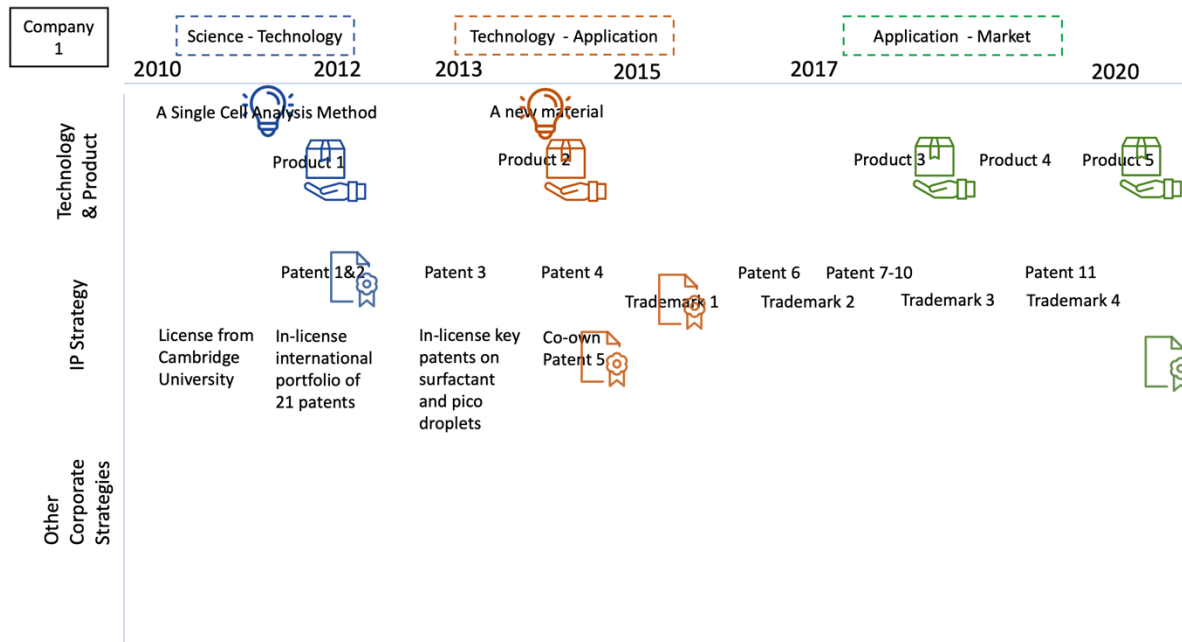 Company
1
Science - Technology
Technology - Application
Application - Market
2010
2012
2013
2015
2017
2020
Technology
& Product
A Single Cell Analysis Method
A new material
Product 1
Product 2
Product 3
Product 4
Product 5
IP Strategy
Patent 1&2
Patent 3
Patent 4
Patent 6
Patent 7-10
Patent 11
Trademark 1
Trademark 2
Trademark 3
Trademark 4
License from
Cambridge
University
In-license
international
portfolio of
21 patents
In-license key
patents on
surfactant
and pico
droplets
Co-own
Patent 5
Other
Corporate
Strategies